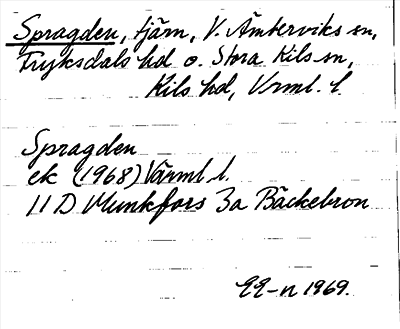 Spragden, tjärn, V. Ämterviks sn,
Fryksdals hd o. Stora Kils sn,
Kils hd, Vrml. l.
Spragden
ek (1968) Värml. l.
11 D Munkfors 3a Bäckebron
EE-n 1969.